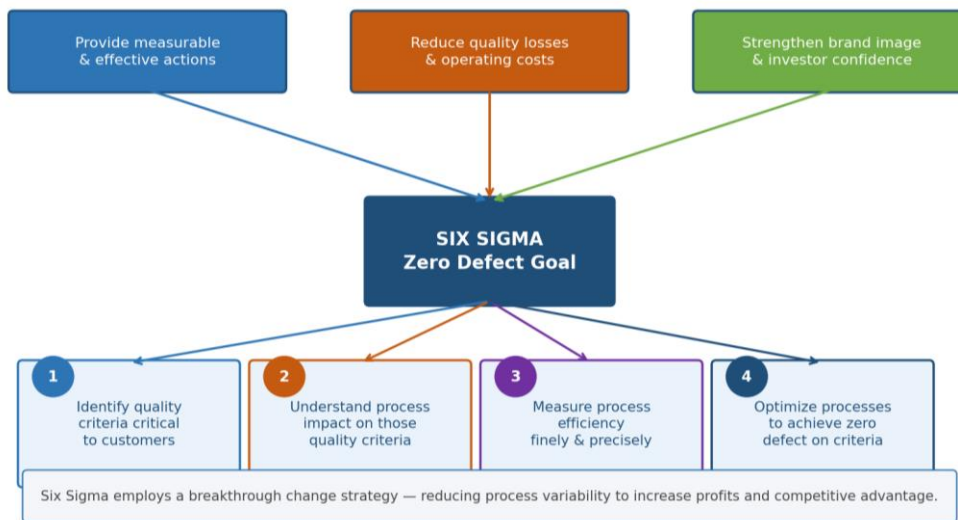 Provide measurable
& effective actions
Reduce quality losses
& operating costs
Strengthen brand image
& investor confidence
SIX SIGMA
Zero Defect Goal
1
Identify quality
criteria critical
to customers
2
Understand process
impact on those
quality criteria
3
Measure process
efficiency
finely & precisely
4
Optimize processes
to achieve zero
defect on criteria
Six Sigma employs a breakthrough change strategy — reducing process variability to increase profits and competitive advantage.